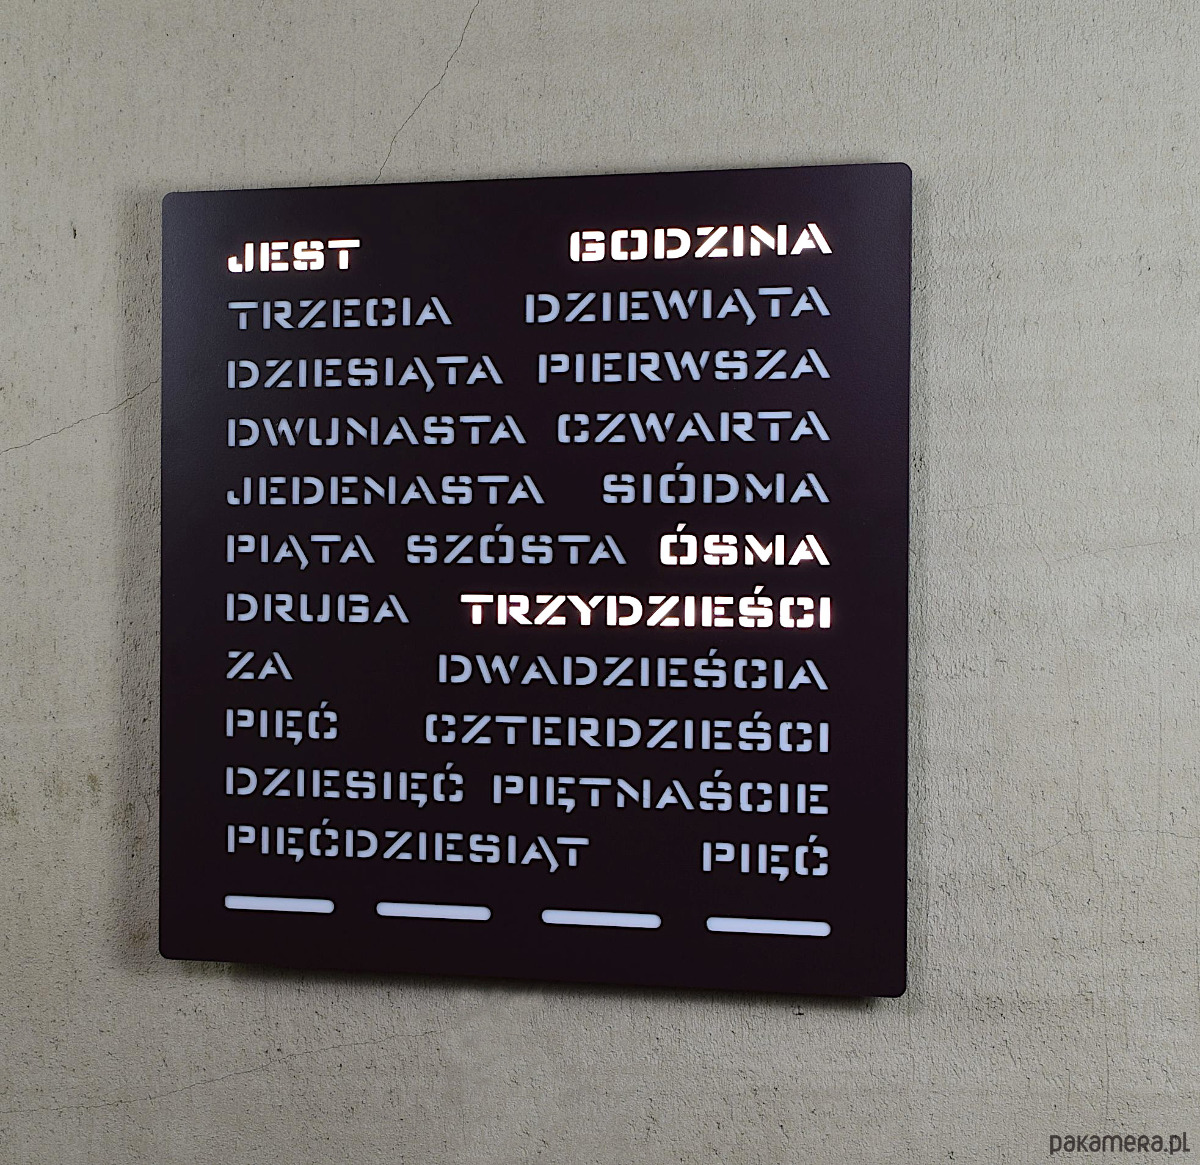 JEST GODZINA
TRZECIA DZIEWIĄTA
DZIESIĄTA PIERWSZA
DWUNASTA CZWARTA
JEDENASTA SIÓDMA
PIĄTA SZÓSTA ÓSMA
DRUGA TRZYDZIEŚCI
ZA DWADZIEŚCIA
PIĘĆ CZTERDZIEŚCI
DZIESIĘĆ PIĘTNAŚCIE
PIĘĆDZIESIĄT PIĘĆ
pakamera.pl